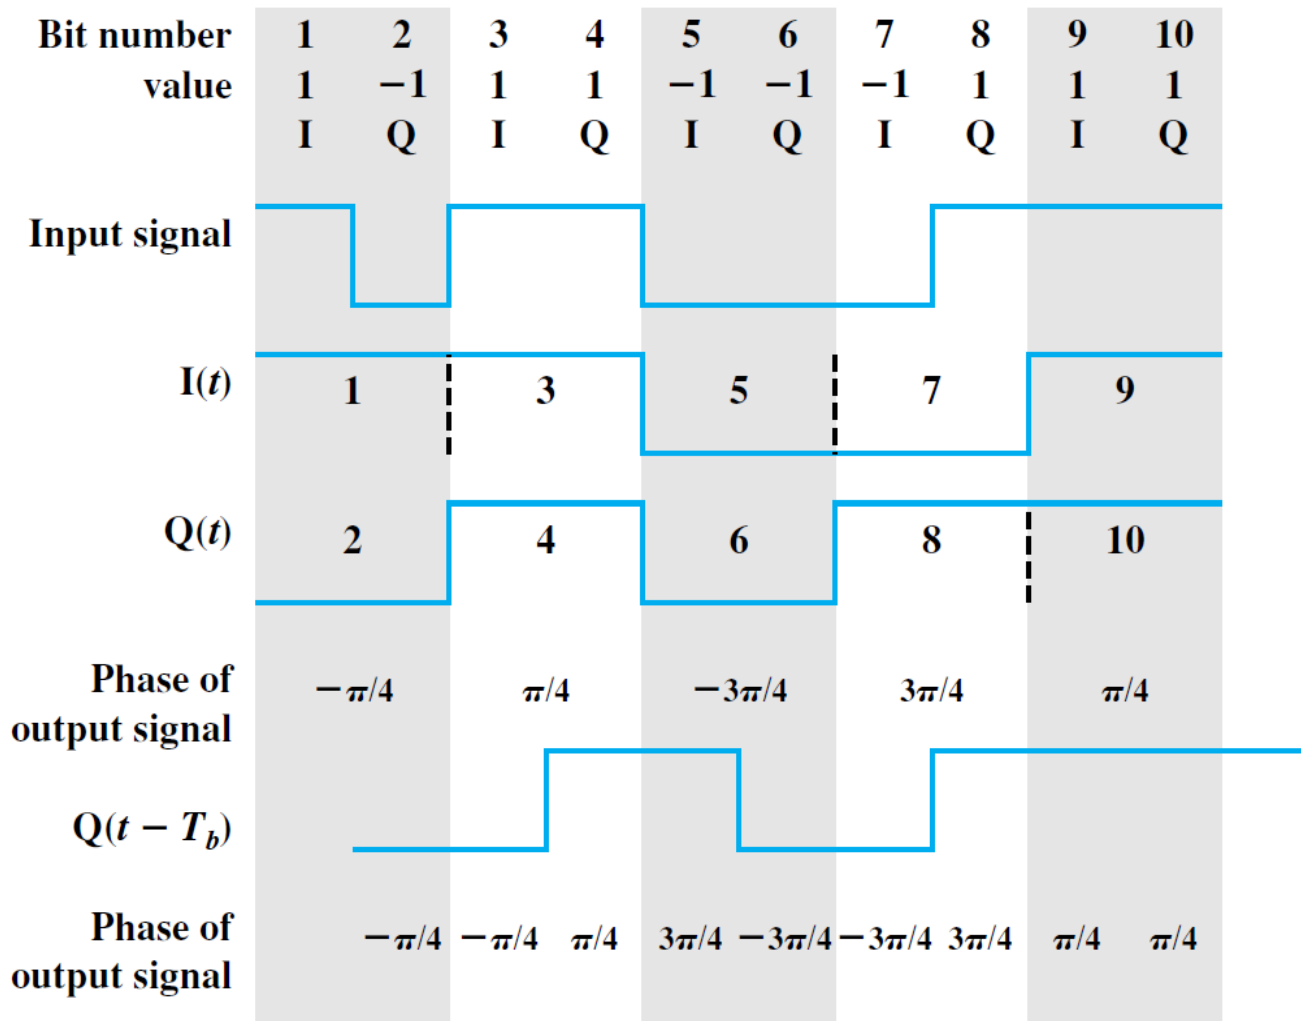 Bit number 1 2 3 4 5 6 7 8 9 10
value 1 −1 1 1 −1 −1 −1 1 1 1
I Q I Q I Q I Q I Q
Input signal
I(t) 1 3 5 7 9
Q(t) 2 4 6 8 10
Phase of
output signal −π/4 π/4 −3π/4 3π/4 π/4
Q(t − T_b)
Phase of
output signal −π/4 −π/4 π/4 3π/4 −3π/4 −3π/4 3π/4 π/4 π/4